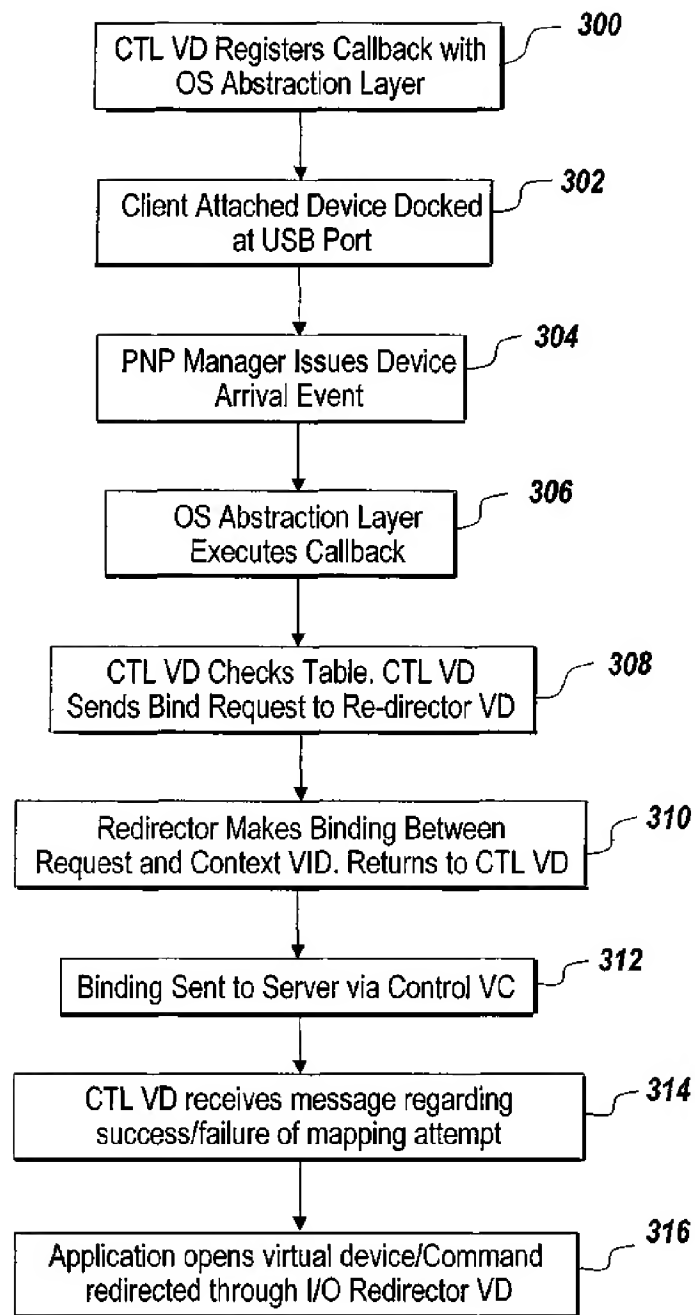 300
CTL VD Registers Callback with
OS Abstraction Layer
302
Client Attached Device Docked
at USB Port
304
PNP Manager Issues Device
Arrival Event
306
OS Abstraction Layer
Executes Callback
308
CTL VD Checks Table. CTL VD
Sends Bind Request to Re-director VD
310
Redirector Makes Binding Between
Request and Context VID. Returns to CTL VD
312
Binding Sent to Server via Control VC
314
CTL VD receives message regarding
success/failure of mapping attempt
316
Application opens virtual device/Command
redirected through I/O Redirector VD